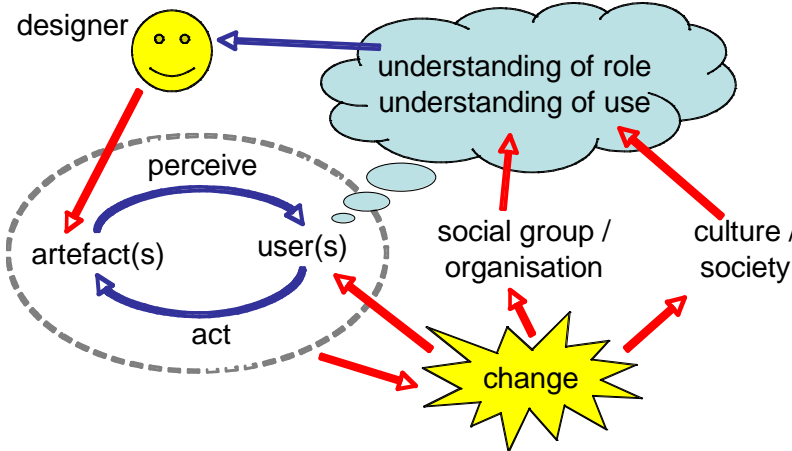 designer
understanding of role
understanding of use
perceive
artefact(s)
user(s)
act
social group /
organisation
culture /
society
change